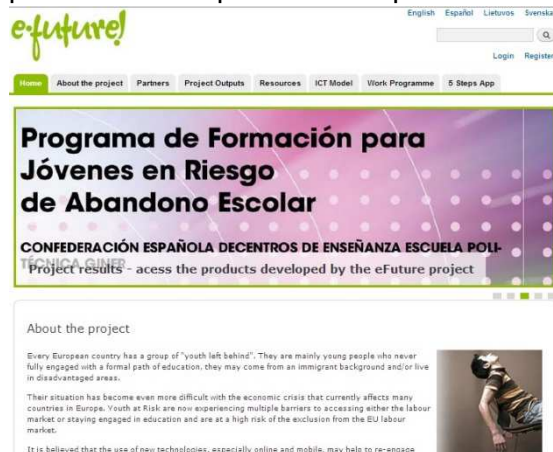 English Español Lietuvos Svenska
e-future!
Login Register
Home About the project Partners Project Outputs Resources ICT Model Work Programme 5 Steps App
Programa de Formación para
Jóvenes en Riesgo
de Abandono Escolar
CONFEDERACIÓN ESPAÑOLA DECENTROS DE ENSEÑANZA ESCUELA POLI-
TÉCNICA GINER
Project results - acess the products developed by the eFuture project
About the project
Every European country has a group of "youth left behind". They are mainly young people who never
fully engaged with a formal path of education, they may come from an immigrant background and/or live
in disadvantaged areas.
Their situation has become even more difficult with the economic crisis that currently affects many
countries in Europe. Youth at Risk are now experiencing multiple barriers to accessing either the labour
market or staying engaged in education and are at a high risk of the exclusion from the EU labour
market.
It is believed that the use of new technologies, especially online and mobile, may help to re-engage